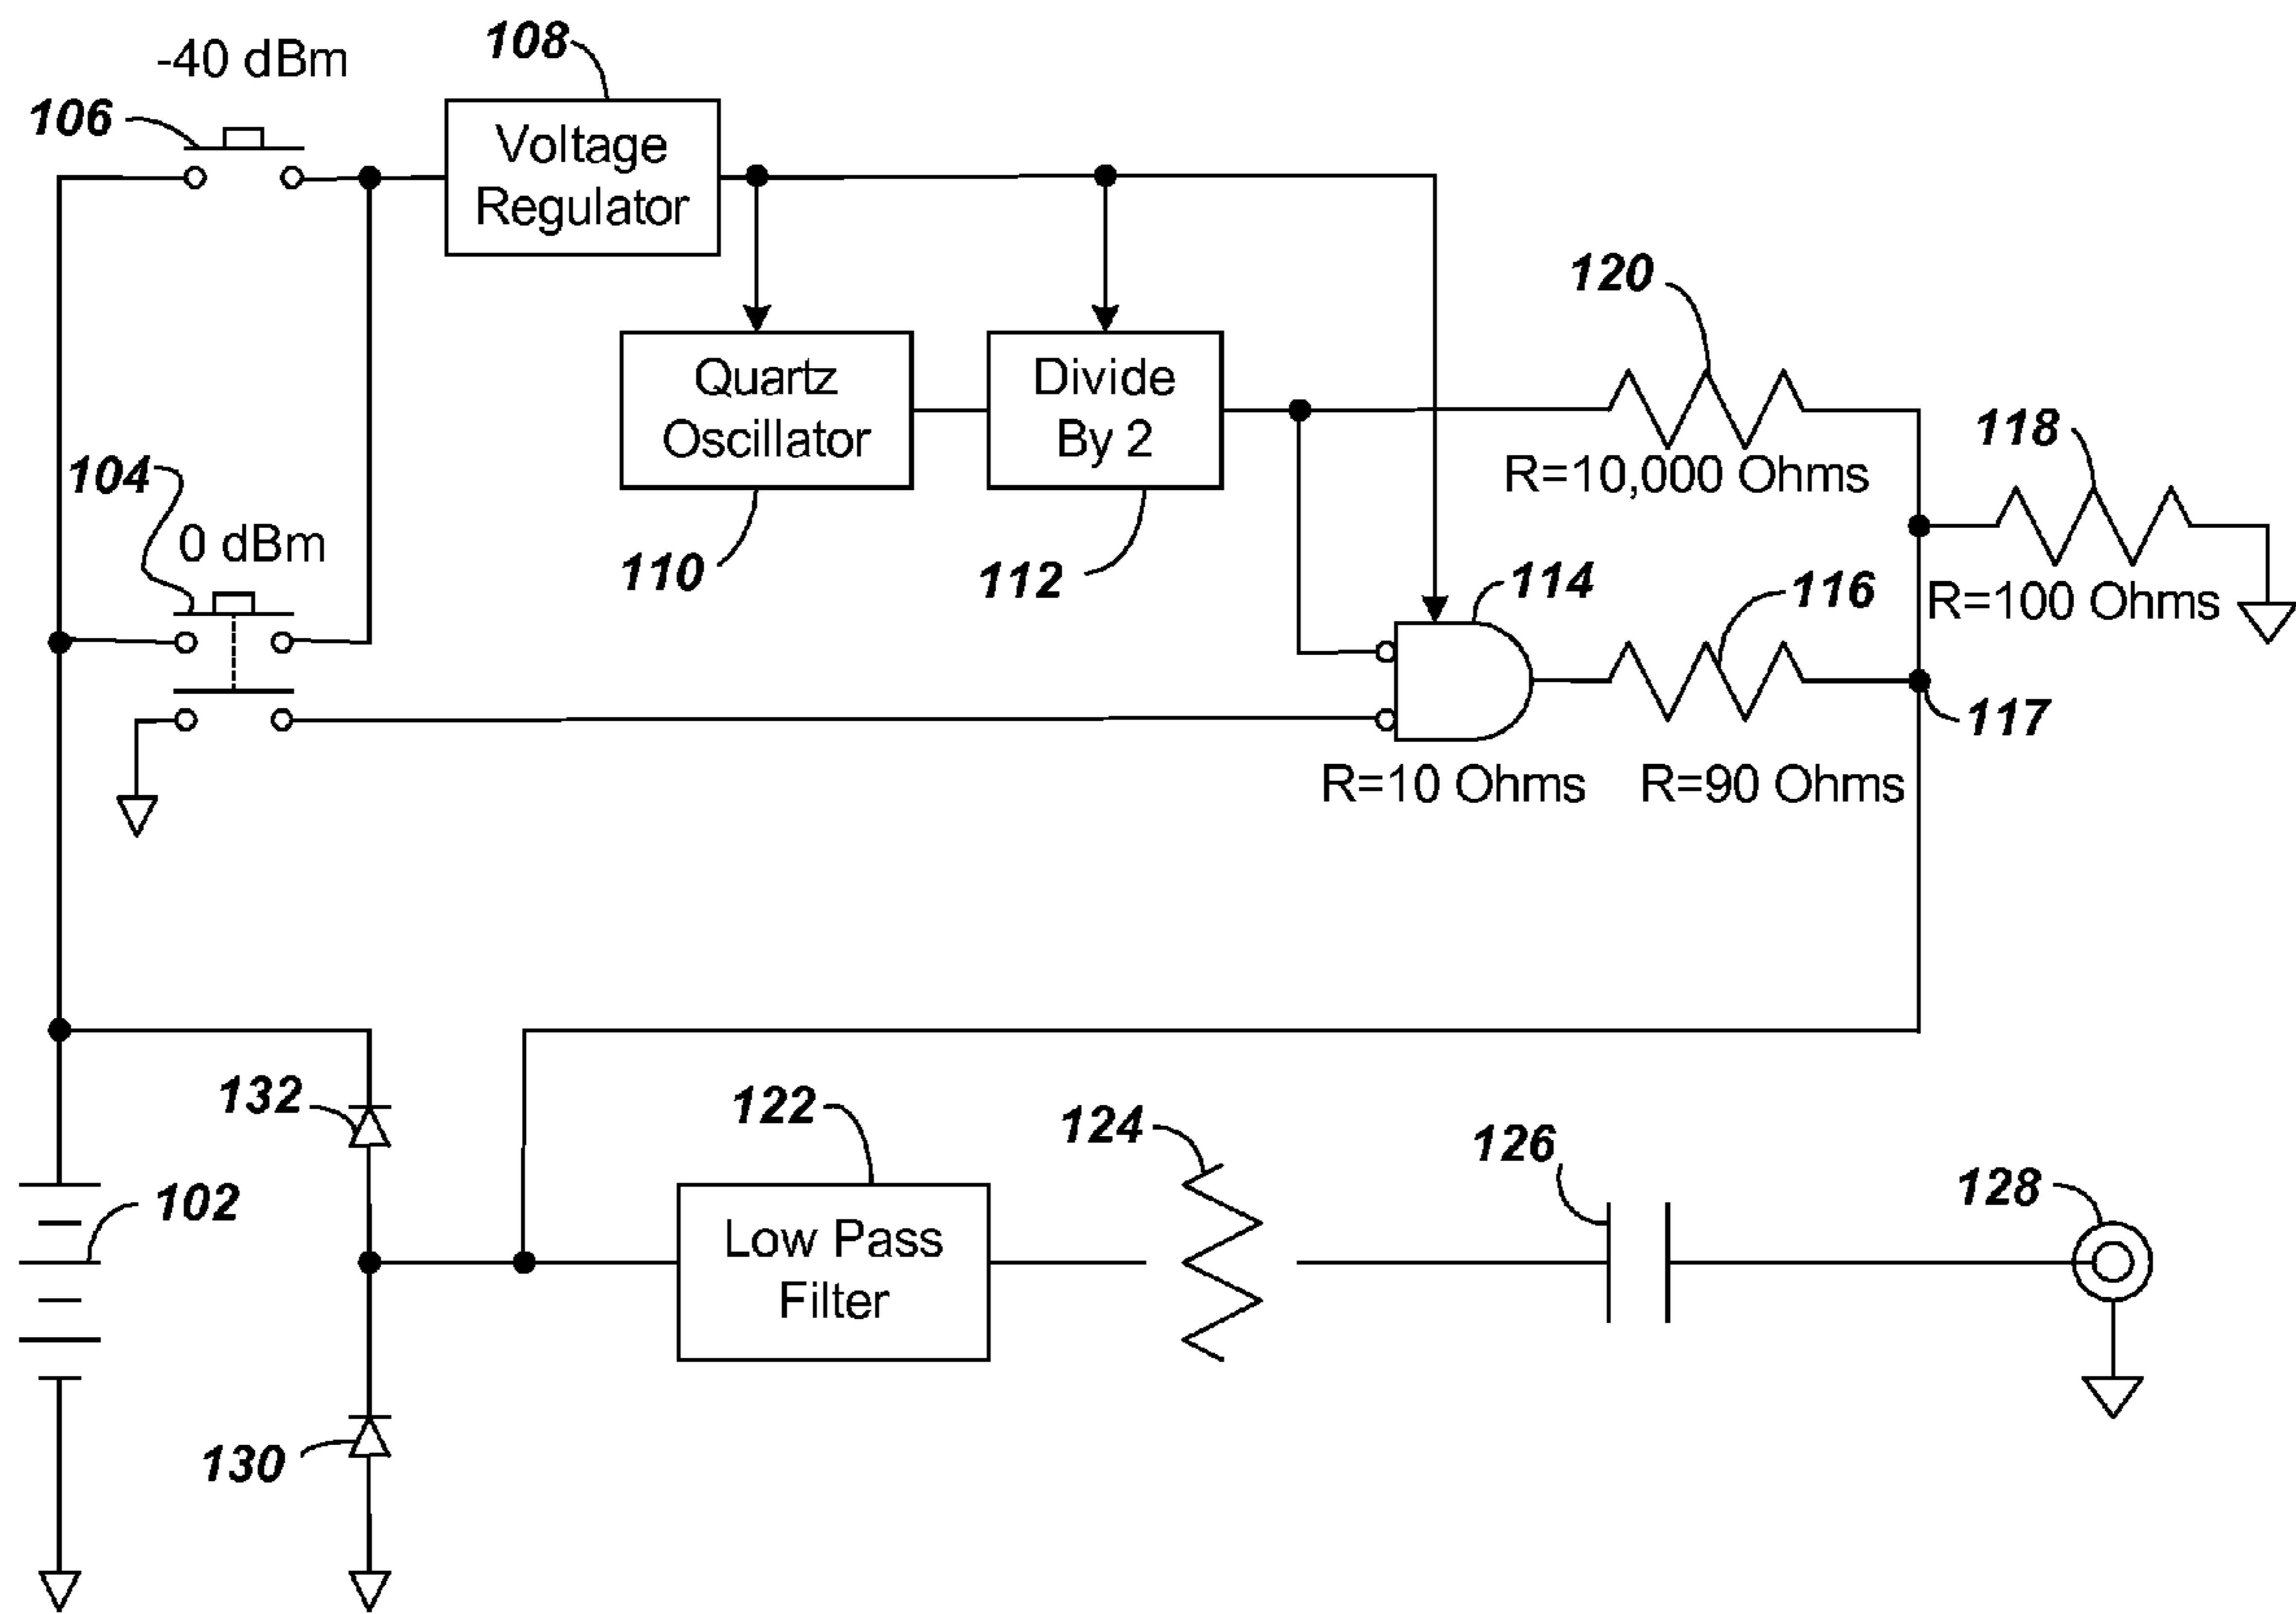 -40 dBm
106
108
Voltage
Regulator
120
118
104
0 dBm
Quartz
Oscillator
Divide
By 2
R=10,000 Ohms
110
112
114
116
R=100 Ohms
117
R=10 Ohms
R=90 Ohms
132
122
124
126
128
102
Low Pass
Filter
130